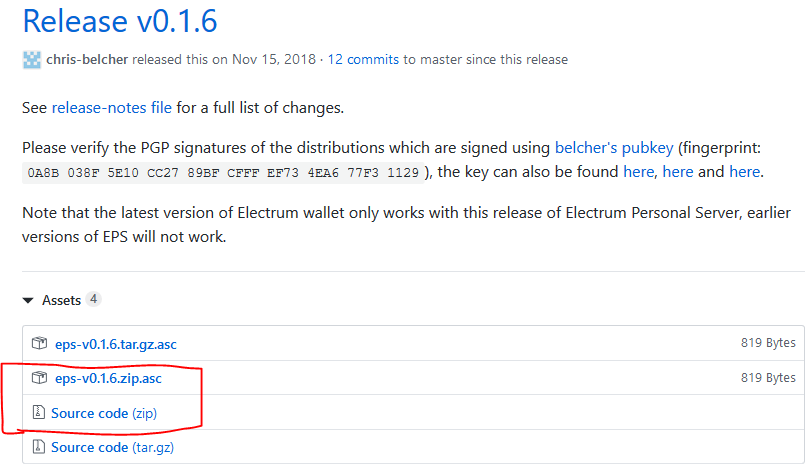 Release v0.1.6
chris-belcher released this on Nov 15, 2018 · 12 commits to master since this release
See release-notes file for a full list of changes.
Please verify the PGP signatures of the distributions which are signed using belcher's pubkey (fingerprint:
0A8B 038F 5E10 CC27 89BF CFFF EF73 4EA6 77F3 1129 ), the key can also be found here, here and here.
Note that the latest version of Electrum wallet only works with this release of Electrum Personal Server, earlier
versions of EPS will not work.
Assets 4
eps-v0.1.6.tar.gz.asc 819 Bytes
eps-v0.1.6.zip.asc 819 Bytes
Source code (zip)
Source code (tar.gz)